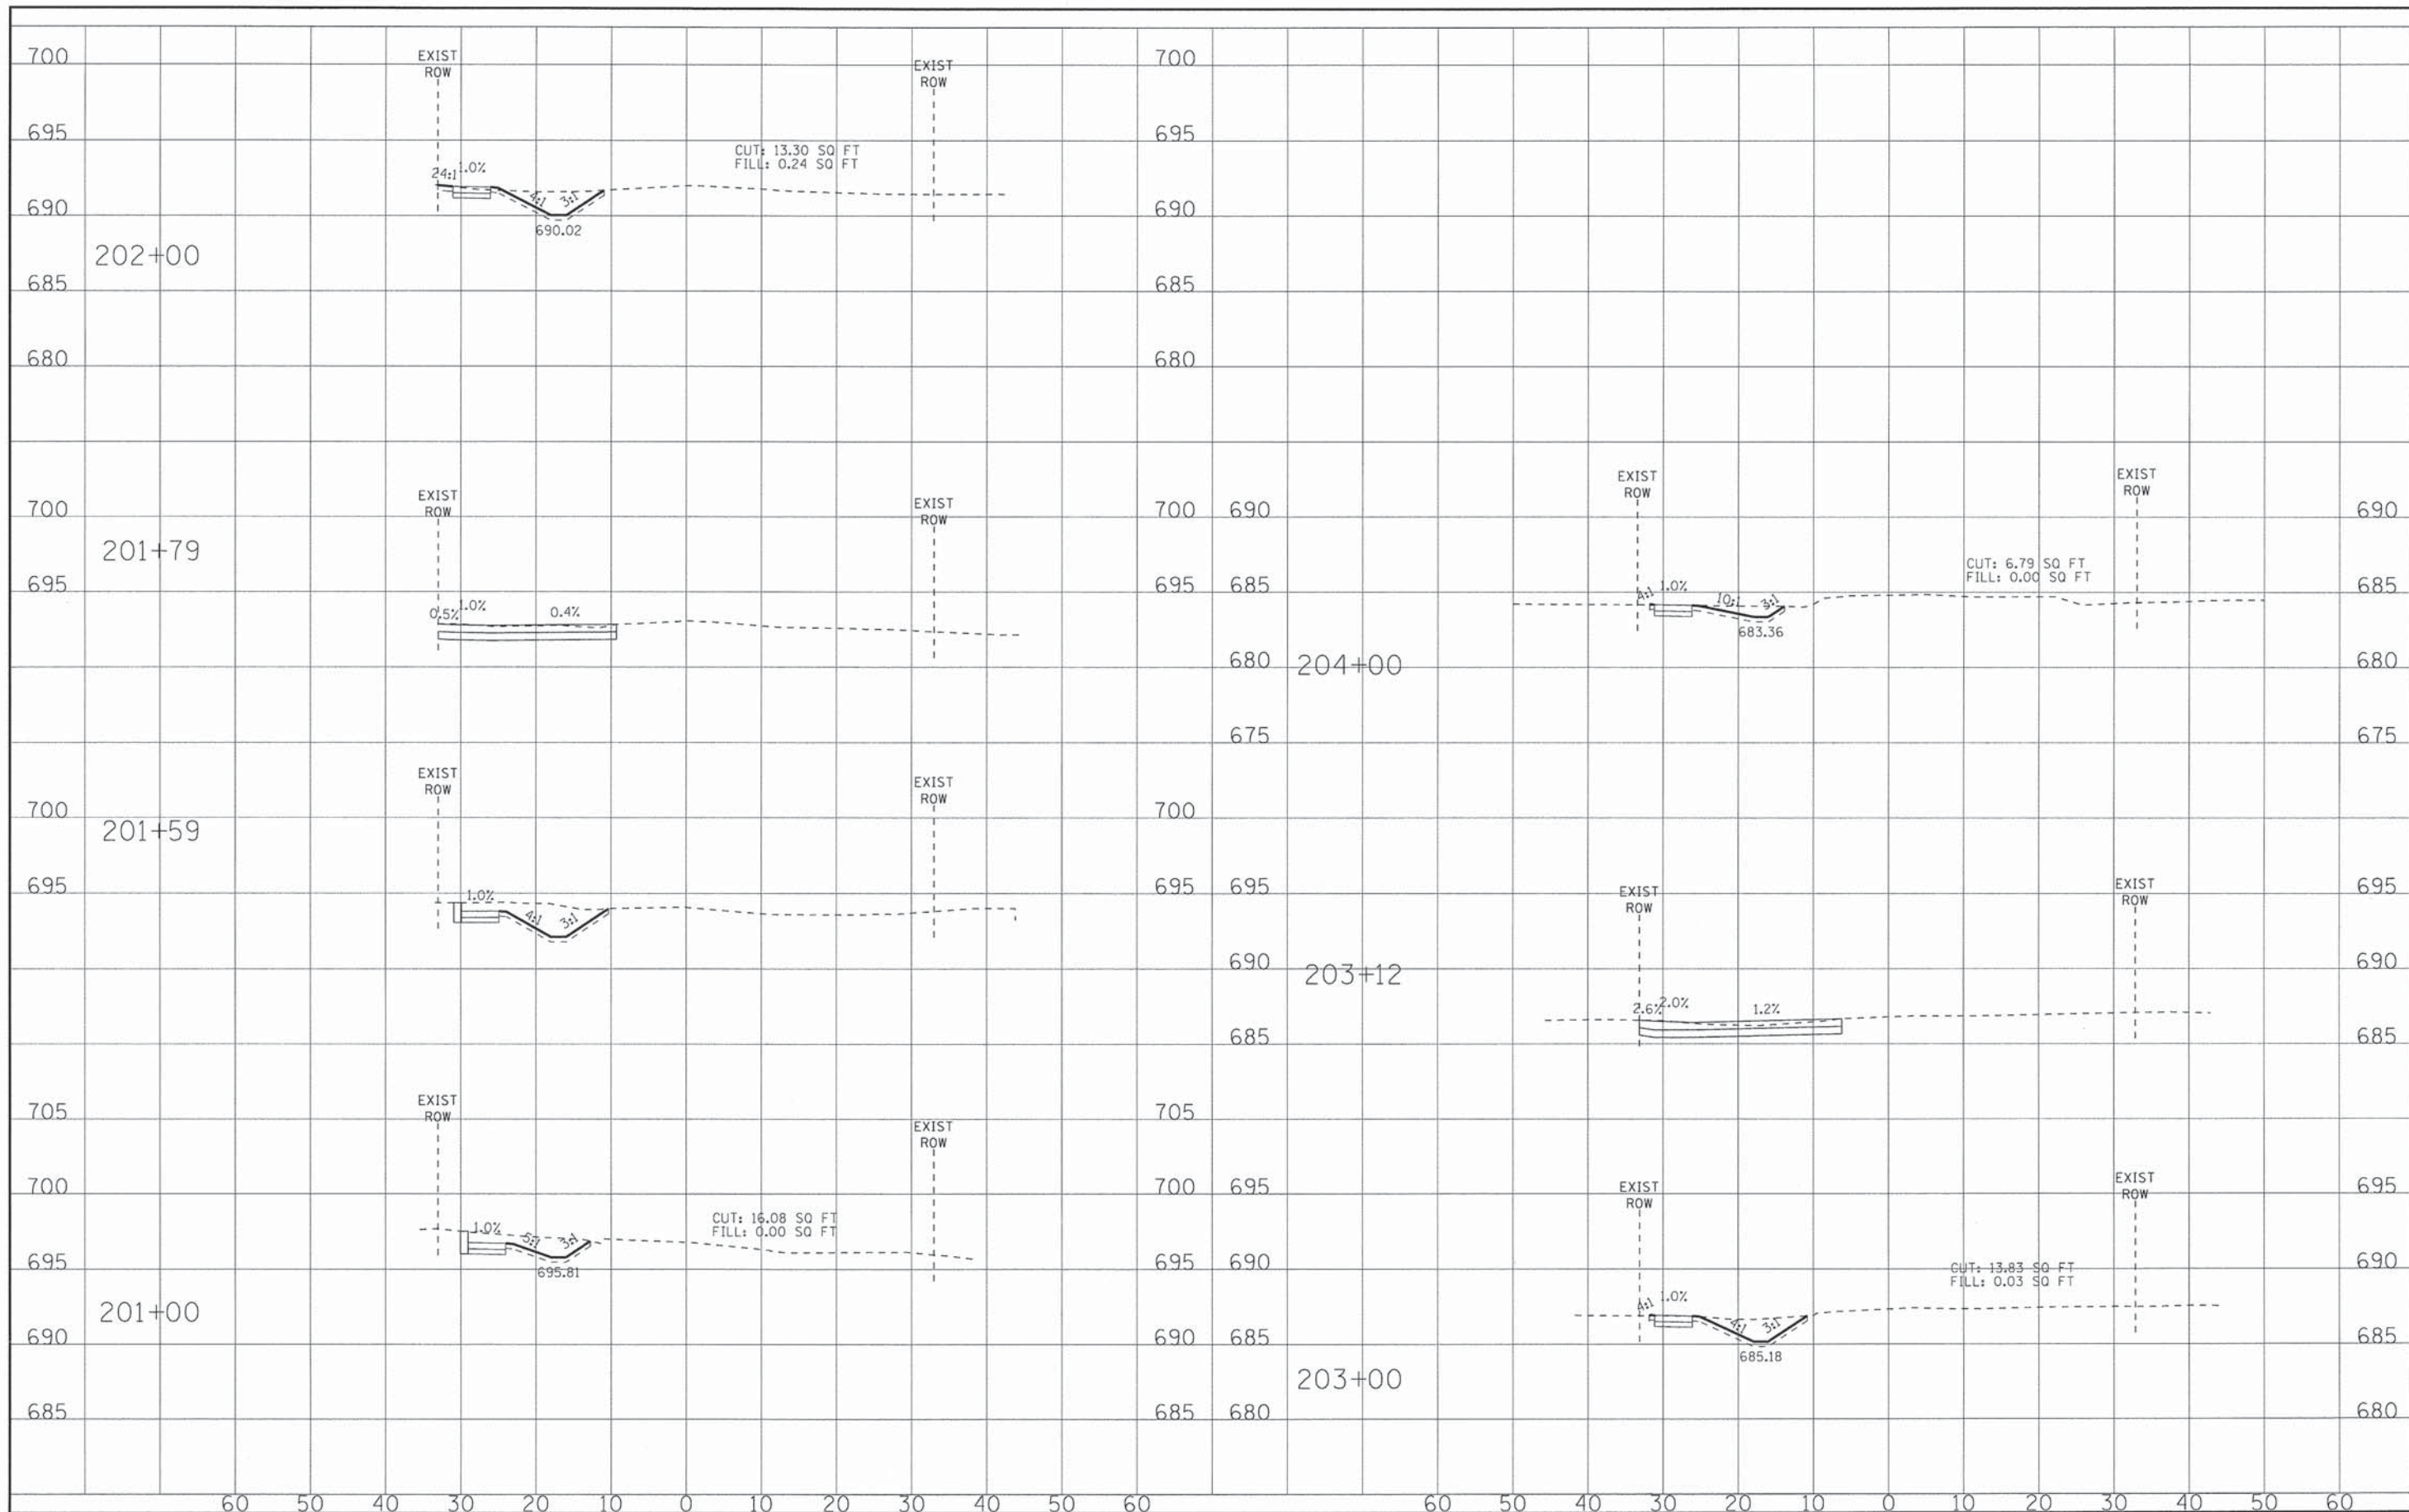 700
EXIST
ROW
EXIST
ROW
700
695
CUT: 13.30 SQ FT
FILL: 0.24 SQ FT
695
24:1
1.0%
4:1
3:1
690
690.02
690
202+00
685
685
680
680
EXIST
ROW
EXIST
ROW
700
700
201+79
695
0.5%
1.0%
0.4%
695
EXIST
ROW
EXIST
ROW
700
201+59
700
695
1.0%
4:1
3:1
695
EXIST
ROW
EXIST
ROW
705
705
700
CUT: 16.08 SQ FT
FILL: 0.00 SQ FT
700
1.0%
5:1
3:1
695
695.81
695
201+00
690
690
685
685
60 50 40 30 20 10 0 10 20 30 40 50 60
EXIST
ROW
EXIST
ROW
690
690
CUT: 6.79 SQ FT
FILL: 0.00 SQ FT
685
4:1
1.0%
10:1
3:1
685
683.36
680
204+00
680
675
675
695
EXIST
ROW
EXIST
ROW
695
690
203+12
690
2.6%
2.0%
1.2%
685
685
EXIST
ROW
EXIST
ROW
695
695
690
CUT: 13.83 SQ FT
FILL: 0.03 SQ FT
690
4:1
1.0%
4:1
3:1
685
685.18
685
203+00
680
680
60 50 40 30 20 10 0 10 20 30 40 50 60